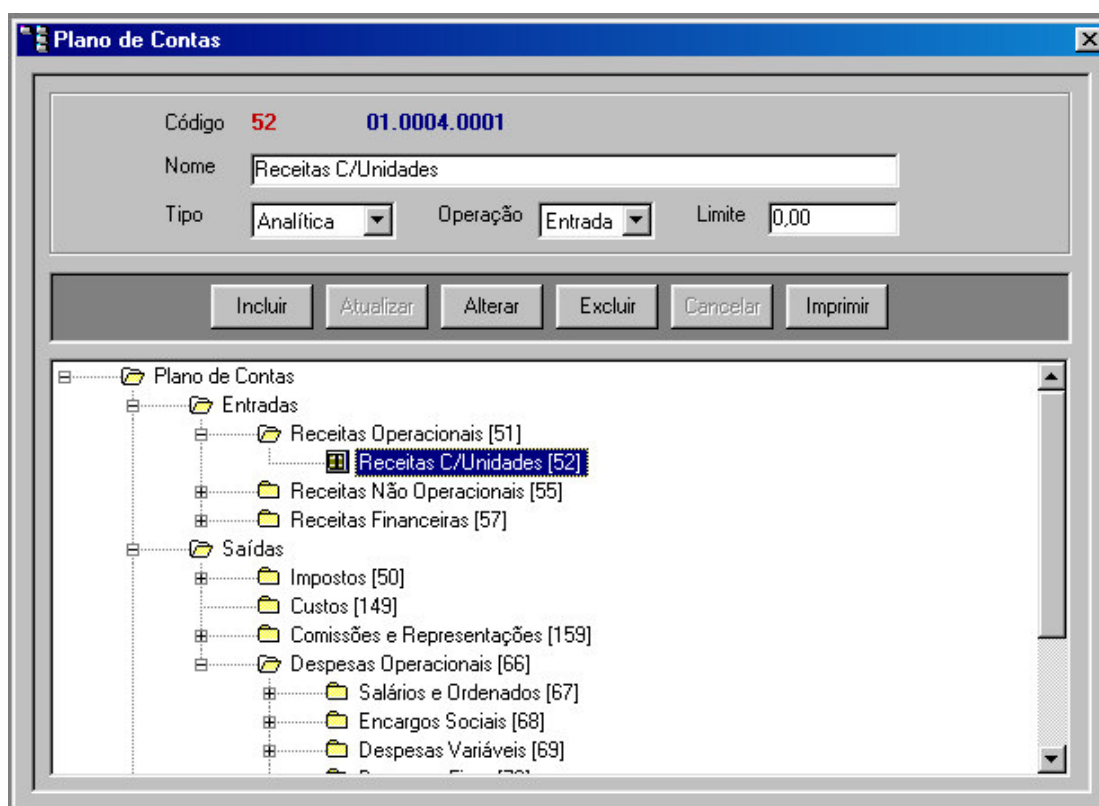 Plano de Contas
Código 52 01.0004.0001
Nome Receitas C/Unidades
Tipo Analítica Operação Entrada Limite 0,00
Incluir Atualizar Alterar Excluir Cancelar Imprimir
Plano de Contas
Entradas
Receitas Operacionais [51]
Receitas C/Unidades [52]
Receitas Não Operacionais [55]
Receitas Financeiras [57]
Saídas
Impostos [50]
Custos [149]
Comissões e Representações [159]
Despesas Operacionais [66]
Salários e Ordenados [67]
Encargos Sociais [68]
Despesas Variáveis [69]